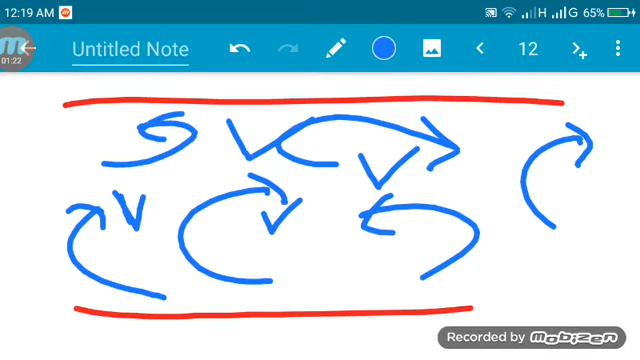 12:19 AM H G 65%
Untitled Note 12
01:22
Recorded by MOBIZEN